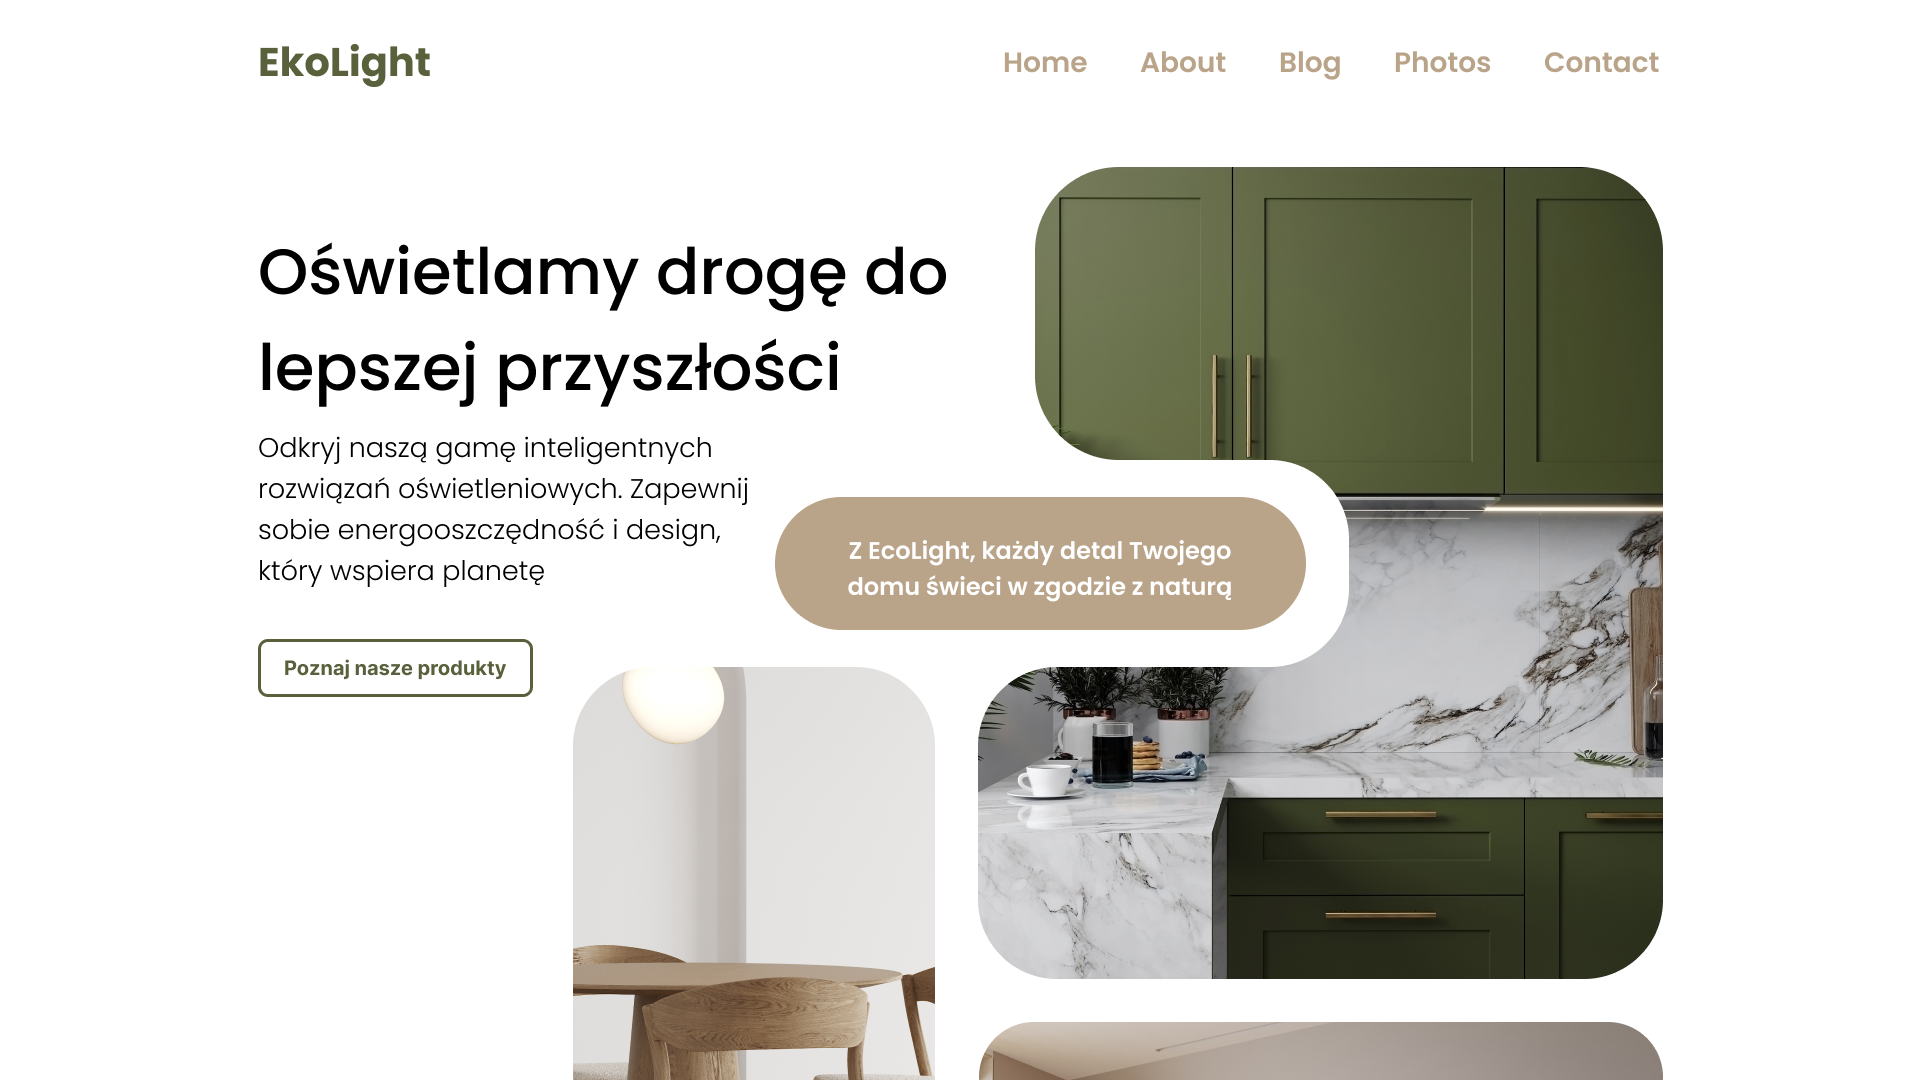 EkoLight
Home About Blog Photos Contact
Oświetlamy drogę do
lepszej przyszłości
Odkryj naszą gamę inteligentnych
rozwiązań oświetleniowych. Zapewnij
sobie energooszczędność i design,
który wspiera planetę
Z EcoLight, każdy detal Twojego
domu świeci w zgodzie z naturą
Poznaj nasze produkty